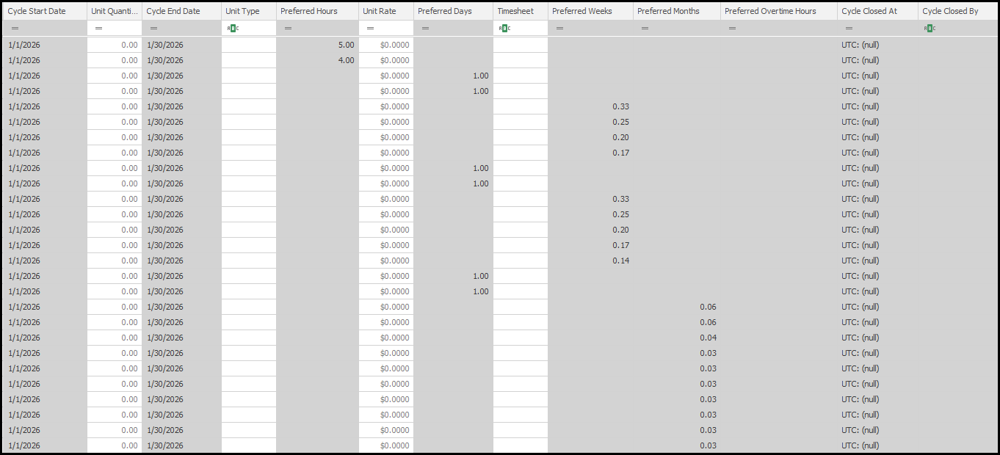 Cycle Start Date Unit Quanti... Cycle End Date Unit Type Preferred Hours Unit Rate Preferred Days Timesheet Preferred Weeks Preferred Months Preferred Overtime Hours Cycle Closed At Cycle Closed By
= = = ABC = = = ABC = = = = ABC
1/1/2026 0.00 1/30/2026 5.00 $0.0000 UTC: (null)
1/1/2026 0.00 1/30/2026 4.00 $0.0000 UTC: (null)
1/1/2026 0.00 1/30/2026 $0.0000 1.00 UTC: (null)
1/1/2026 0.00 1/30/2026 $0.0000 1.00 UTC: (null)
1/1/2026 0.00 1/30/2026 $0.0000 0.33 UTC: (null)
1/1/2026 0.00 1/30/2026 $0.0000 0.25 UTC: (null)
1/1/2026 0.00 1/30/2026 $0.0000 0.20 UTC: (null)
1/1/2026 0.00 1/30/2026 $0.0000 0.17 UTC: (null)
1/1/2026 0.00 1/30/2026 $0.0000 1.00 UTC: (null)
1/1/2026 0.00 1/30/2026 $0.0000 1.00 UTC: (null)
1/1/2026 0.00 1/30/2026 $0.0000 0.33 UTC: (null)
1/1/2026 0.00 1/30/2026 $0.0000 0.25 UTC: (null)
1/1/2026 0.00 1/30/2026 $0.0000 0.20 UTC: (null)
1/1/2026 0.00 1/30/2026 $0.0000 0.17 UTC: (null)
1/1/2026 0.00 1/30/2026 $0.0000 0.14 UTC: (null)
1/1/2026 0.00 1/30/2026 $0.0000 1.00 UTC: (null)
1/1/2026 0.00 1/30/2026 $0.0000 1.00 UTC: (null)
1/1/2026 0.00 1/30/2026 $0.0000 0.06 UTC: (null)
1/1/2026 0.00 1/30/2026 $0.0000 0.06 UTC: (null)
1/1/2026 0.00 1/30/2026 $0.0000 0.04 UTC: (null)
1/1/2026 0.00 1/30/2026 $0.0000 0.03 UTC: (null)
1/1/2026 0.00 1/30/2026 $0.0000 0.03 UTC: (null)
1/1/2026 0.00 1/30/2026 $0.0000 0.03 UTC: (null)
1/1/2026 0.00 1/30/2026 $0.0000 0.03 UTC: (null)
1/1/2026 0.00 1/30/2026 $0.0000 0.03 UTC: (null)
1/1/2026 0.00 1/30/2026 $0.0000 0.03 UTC: (null)
1/1/2026 0.00 1/30/2026 $0.0000 0.03 UTC: (null)